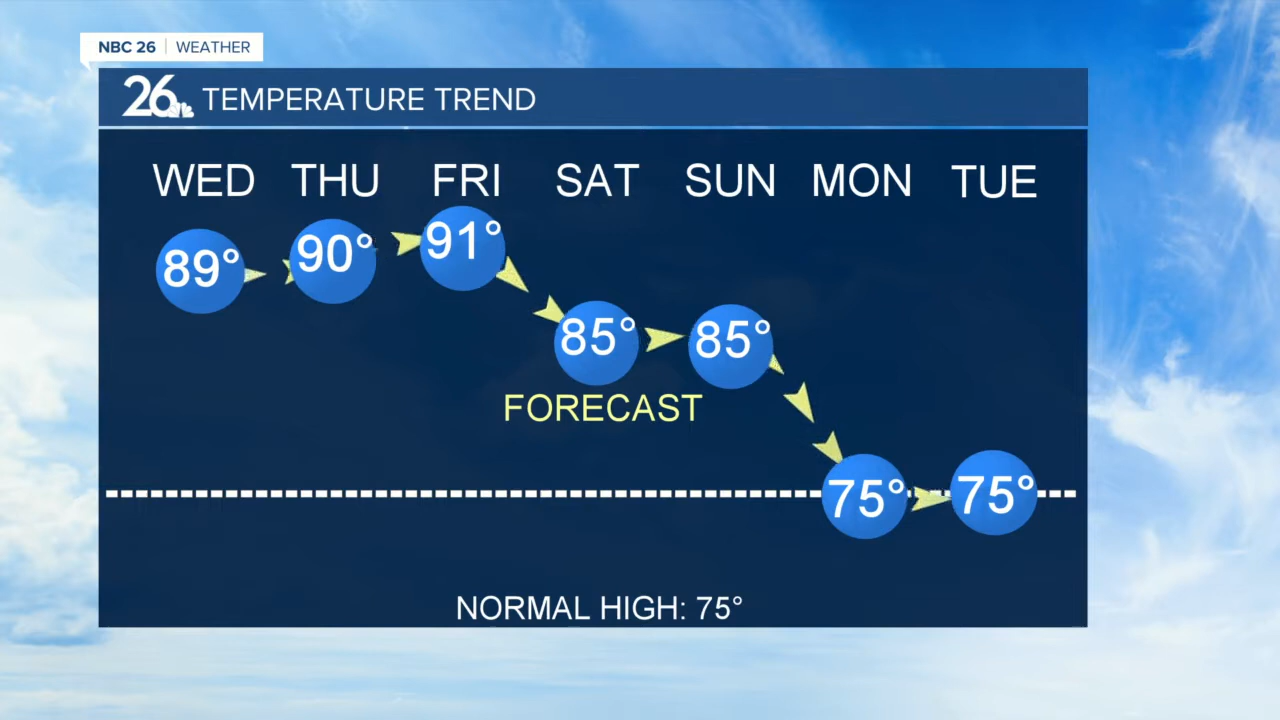 NBC 26 | WEATHER
26 TEMPERATURE TREND
WED THU FRI SAT SUN MON TUE
89° 90° 91° 85° 85° 75° 75°
FORECAST
NORMAL HIGH: 75°